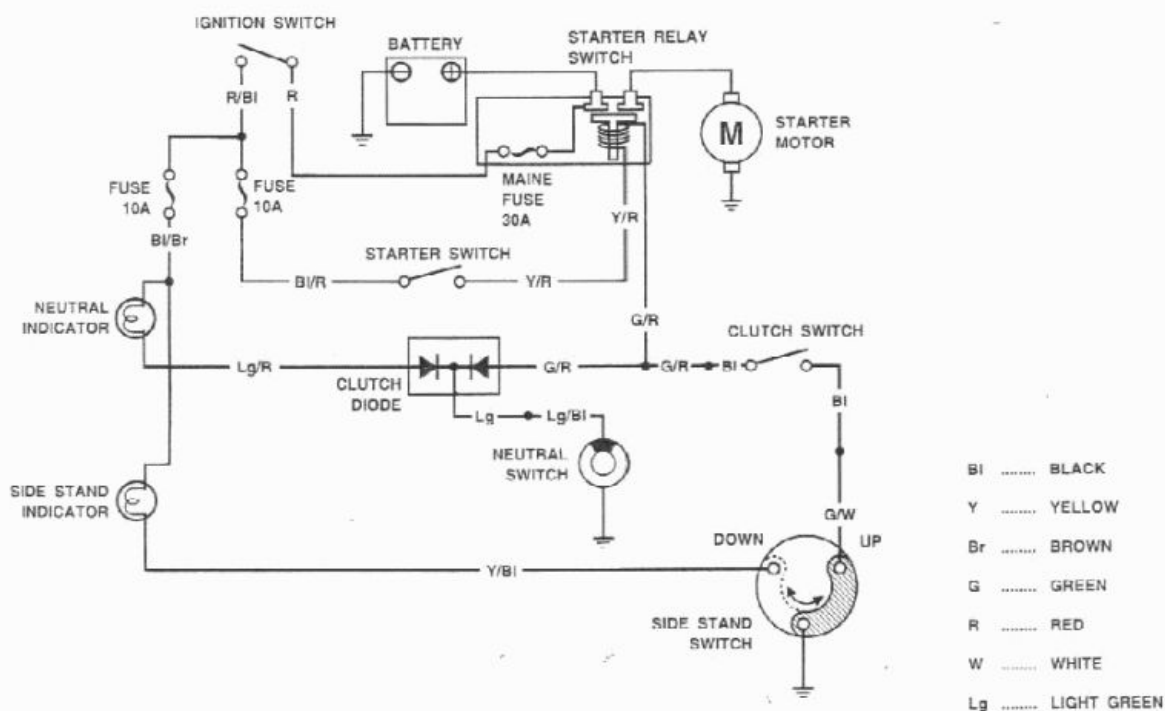 IGNITION SWITCH
BATTERY
STARTER RELAY
SWITCH
R/Bl
R
M
STARTER
MOTOR
FUSE
10A
FUSE
10A
MAINE
FUSE
30A
Y/R
Bl/Br
STARTER SWITCH
Bl/R
Y/R
NEUTRAL
INDICATOR
G/R
CLUTCH SWITCH
Lg/R
G/R
G/R
Bl
CLUTCH
DIODE
Bl
Lg
Lg/Bl
NEUTRAL
SWITCH
SIDE STAND
INDICATOR
G/W
DOWN
UP
Y/Bl
SIDE STAND
SWITCH
Bl ........ BLACK
Y ........ YELLOW
Br ........ BROWN
G ........ GREEN
R ........ RED
W ........ WHITE
Lg ........ LIGHT GREEN